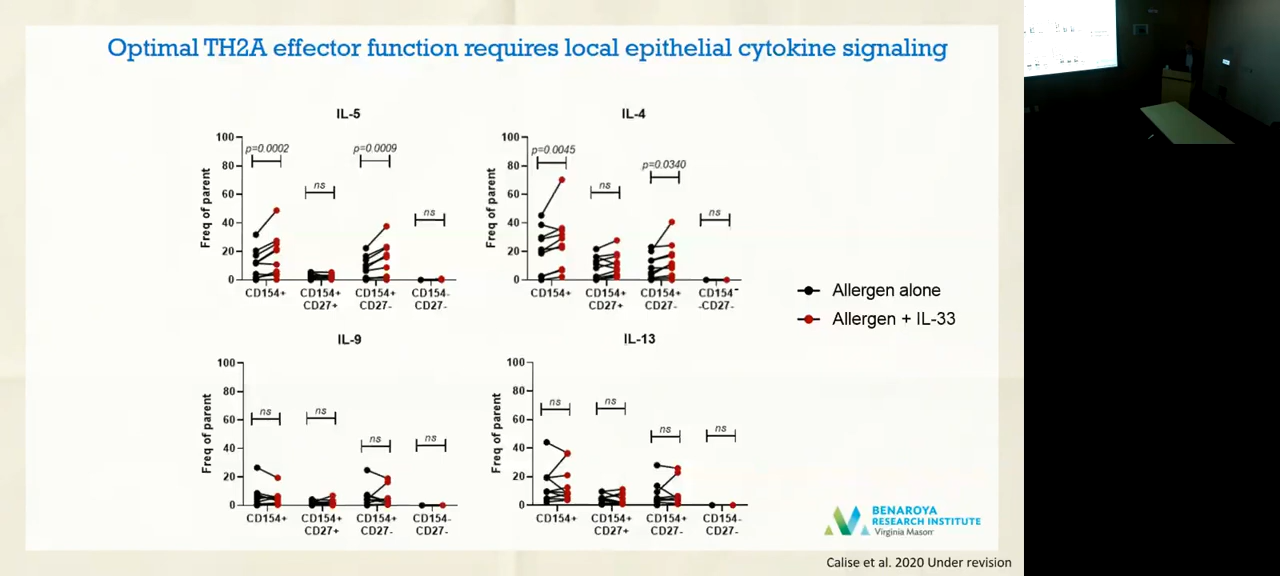 Optimal TH2A effector function requires local epithelial cytokine signaling
IL-5
Freq of parent
100
80
60
40
20
0
p=0.0002
ns
p=0.0009
ns
CD154+
CD154+
CD27+
CD154+
CD27-
CD154-
CD27-
IL-4
Freq of parent
100
80
60
40
20
0
p=0.0045
ns
p=0.0340
ns
CD154+
CD154+
CD27+
CD154+
CD27-
CD154-
-CD27-
Allergen alone
Allergen + IL-33
IL-9
Freq of parent
100
80
60
40
20
0
ns
ns
ns
ns
CD154+
CD154+
CD27+
CD154+
CD27-
CD154-
CD27-
IL-13
Freq of parent
100
80
60
40
20
0
ns
ns
ns
ns
CD154+
CD154+
CD27+
CD154+
CD27-
CD154-
CD27-
BENAROYA
RESEARCH INSTITUTE
Virginia Mason
Calise et al. 2020 Under revision